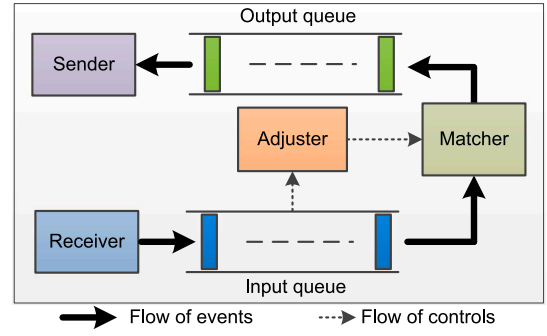 Output queue
Sender
Adjuster
Matcher
Receiver
Input queue
Flow of events
Flow of controls